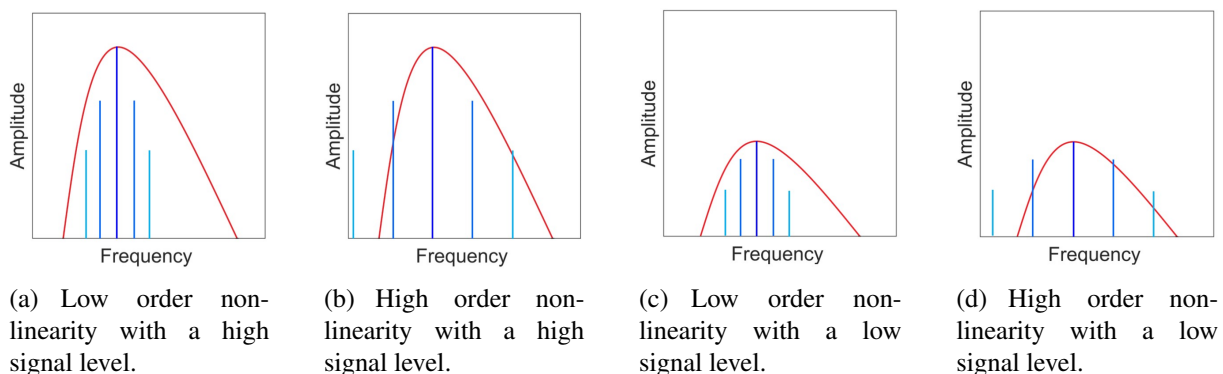 Amplitude
Frequency
(a) Low order non-
linearity with a high
signal level.
Amplitude
Frequency
(b) High order non-
linearity with a high
signal level.
Amplitude
Frequency
(c) Low order non-
linearity with a low
signal level.
Amplitude
Frequency
(d) High order non-
linearity with a low
signal level.